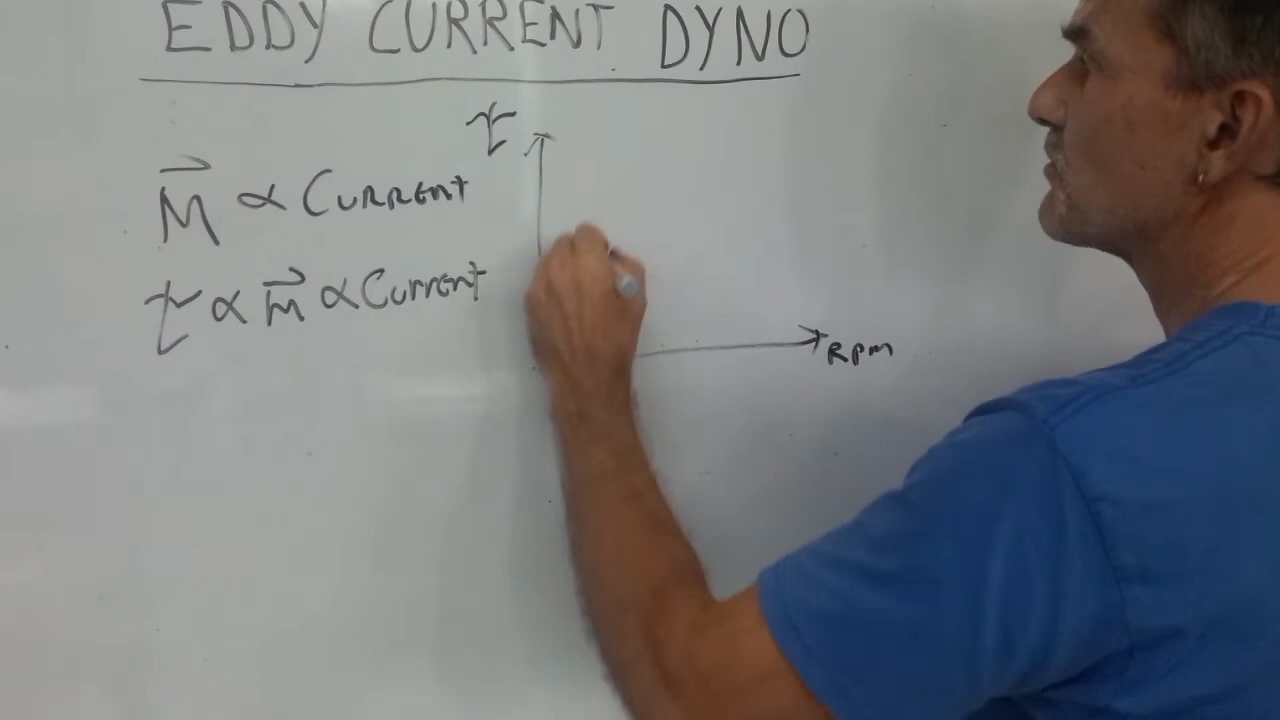 EDDY CURRENT DYNO
M ∝ Current
τ ∝ m ∝ Current
τ
RPM